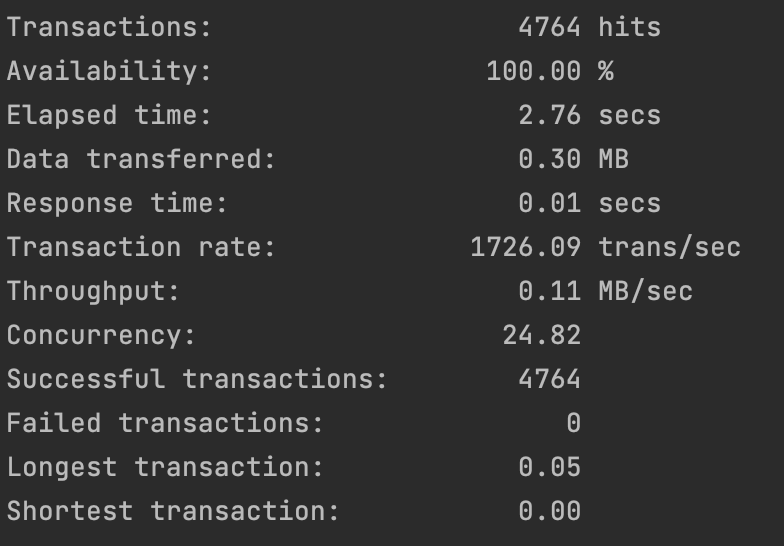 Transactions: 4764 hits
Availability: 100.00 %
Elapsed time: 2.76 secs
Data transferred: 0.30 MB
Response time: 0.01 secs
Transaction rate: 1726.09 trans/sec
Throughput: 0.11 MB/sec
Concurrency: 24.82
Successful transactions: 4764
Failed transactions: 0
Longest transaction: 0.05
Shortest transaction: 0.00